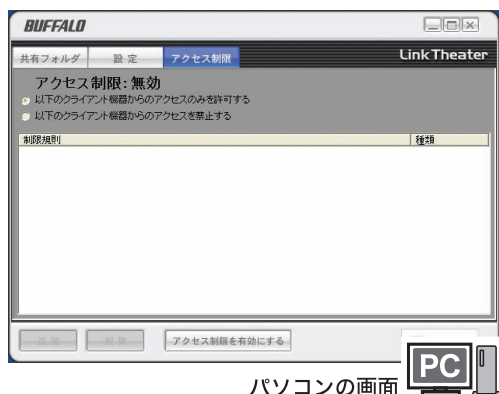 BUFFALO
共有フォルダ 設定 アクセス制限 LinkTheater
アクセス制限:無効
以下のクライアント機器からのアクセスのみを許可する
以下のクライアント機器からのアクセスを禁止する
制限規則 種類
追加 削除 アクセス制限を有効にする
パソコンの画面 PC